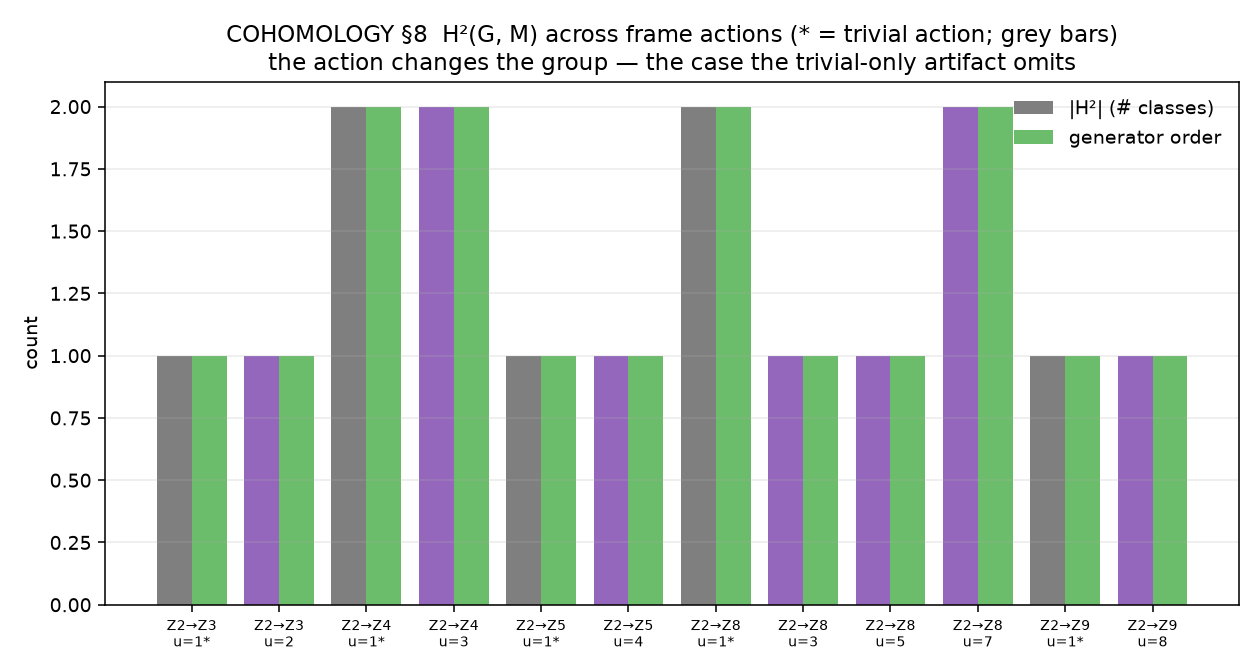 COHOMOLOGY §8  H²(G, M) across frame actions (* = trivial action; grey bars)
the action changes the group — the case the trivial-only artifact omits
|H²| (# classes)
generator order
count
2.00
1.75
1.50
1.25
1.00
0.75
0.50
0.25
0.00
Z2→Z3
u=1*
Z2→Z3
u=2
Z2→Z4
u=1*
Z2→Z4
u=3
Z2→Z5
u=1*
Z2→Z5
u=4
Z2→Z8
u=1*
Z2→Z8
u=3
Z2→Z8
u=5
Z2→Z8
u=7
Z2→Z9
u=1*
Z2→Z9
u=8